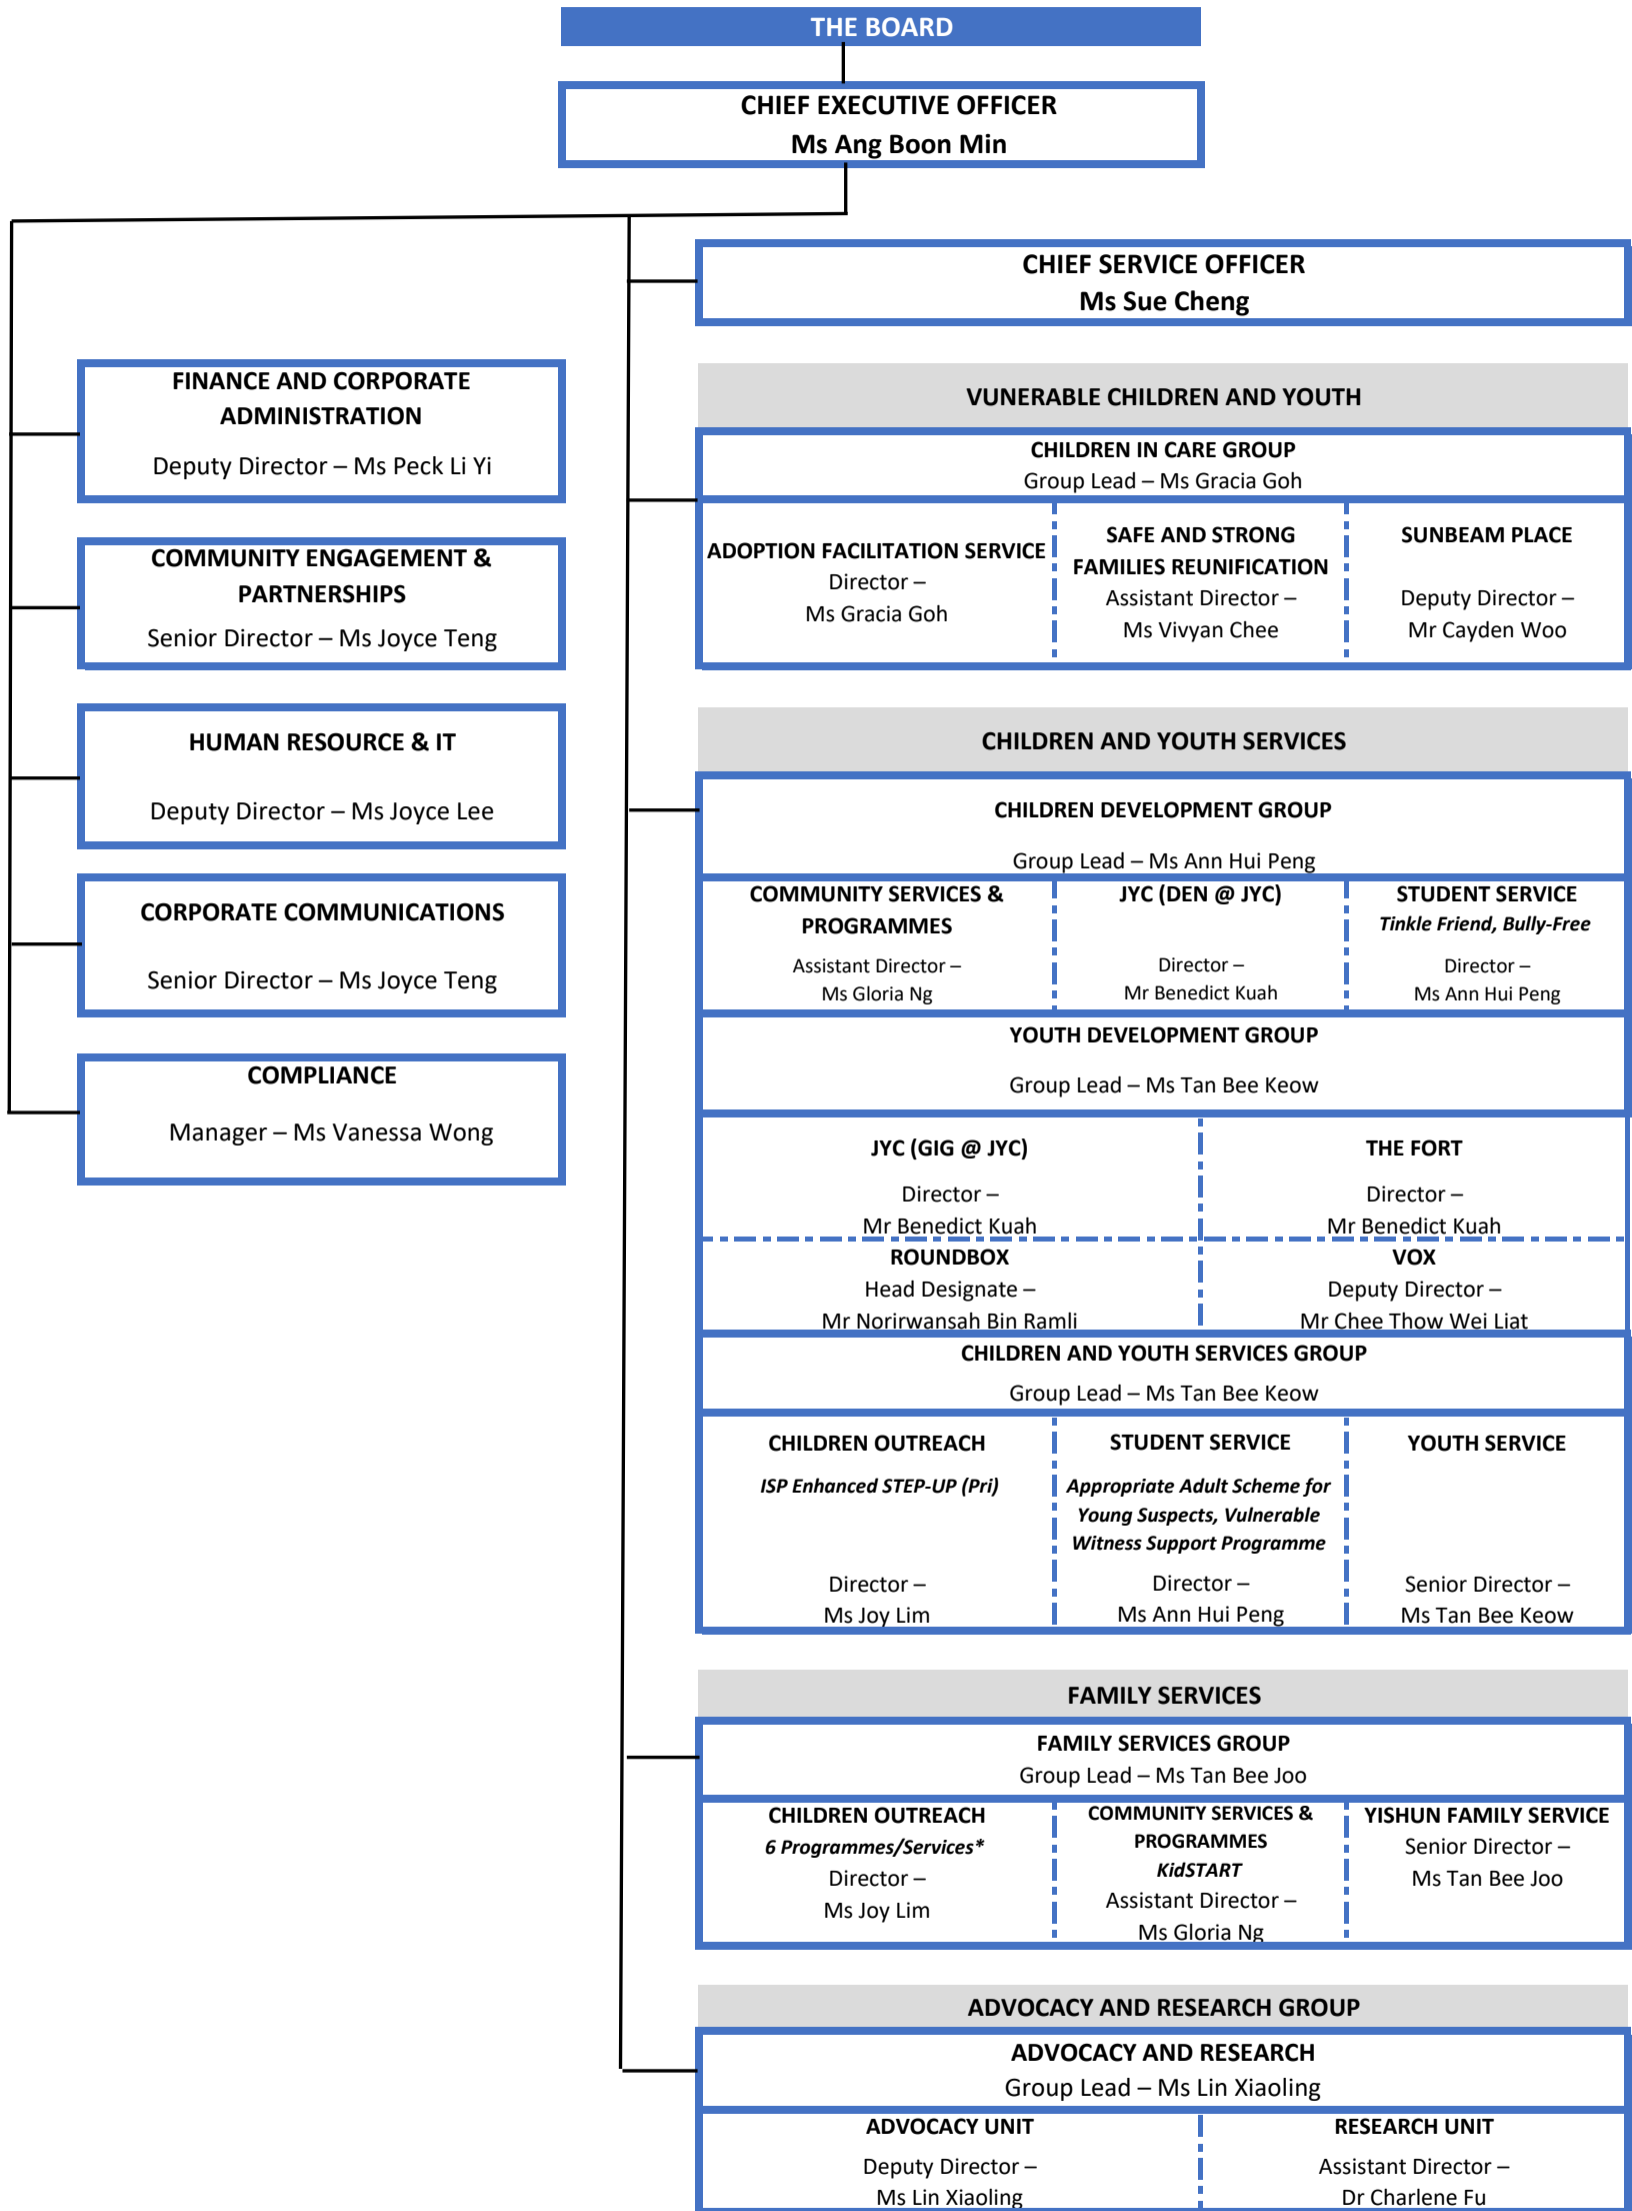 THE BOARD
CHIEF EXECUTIVE OFFICER
Ms Ang Boon Min
FINANCE AND CORPORATE
ADMINISTRATION
Deputy Director – Ms Peck Li Yi
COMMUNITY ENGAGEMENT &
PARTNERSHIPS
Senior Director – Ms Joyce Teng
HUMAN RESOURCE & IT
Deputy Director – Ms Joyce Lee
CORPORATE COMMUNICATIONS
Senior Director – Ms Joyce Teng
COMPLIANCE
Manager – Ms Vanessa Wong
CHIEF SERVICE OFFICER
Ms Sue Cheng
VUNERABLE CHILDREN AND YOUTH
CHILDREN IN CARE GROUP
Group Lead – Ms Gracia Goh
ADOPTION FACILITATION SERVICE
Director –
Ms Gracia Goh
SAFE AND STRONG
FAMILIES REUNIFICATION
Assistant Director –
Ms Vivyan Chee
SUNBEAM PLACE
Deputy Director –
Mr Cayden Woo
CHILDREN AND YOUTH SERVICES
CHILDREN DEVELOPMENT GROUP
Group Lead – Ms Ann Hui Peng
COMMUNITY SERVICES &
PROGRAMMES
Assistant Director –
Ms Gloria Ng
JYC (DEN @ JYC)
Director –
Mr Benedict Kuah
STUDENT SERVICE
Tinkle Friend, Bully-Free
Director –
Ms Ann Hui Peng
YOUTH DEVELOPMENT GROUP
Group Lead – Ms Tan Bee Keow
JYC (GIG @ JYC)
Director –
Mr Benedict Kuah
THE FORT
Director –
Mr Benedict Kuah
ROUNDBOX
Head Designate –
Mr Norirwansah Bin Ramli
VOX
Deputy Director –
Mr Chee Thow Wei Liat
CHILDREN AND YOUTH SERVICES GROUP
Group Lead – Ms Tan Bee Keow
CHILDREN OUTREACH
ISP Enhanced STEP-UP (Pri)
Director –
Ms Joy Lim
STUDENT SERVICE
Appropriate Adult Scheme for
Young Suspects, Vulnerable
Witness Support Programme
Director –
Ms Ann Hui Peng
YOUTH SERVICE
Senior Director –
Ms Tan Bee Keow
FAMILY SERVICES
FAMILY SERVICES GROUP
Group Lead – Ms Tan Bee Joo
CHILDREN OUTREACH
6 Programmes/Services*
Director –
Ms Joy Lim
COMMUNITY SERVICES &
PROGRAMMES
KidSTART
Assistant Director –
Ms Gloria Ng
YISHUN FAMILY SERVICE
Senior Director –
Ms Tan Bee Joo
ADVOCACY AND RESEARCH GROUP
ADVOCACY AND RESEARCH
Group Lead – Ms Lin Xiaoling
ADVOCACY UNIT
Deputy Director –
Ms Lin Xiaoling
RESEARCH UNIT
Assistant Director –
Dr Charlene Fu